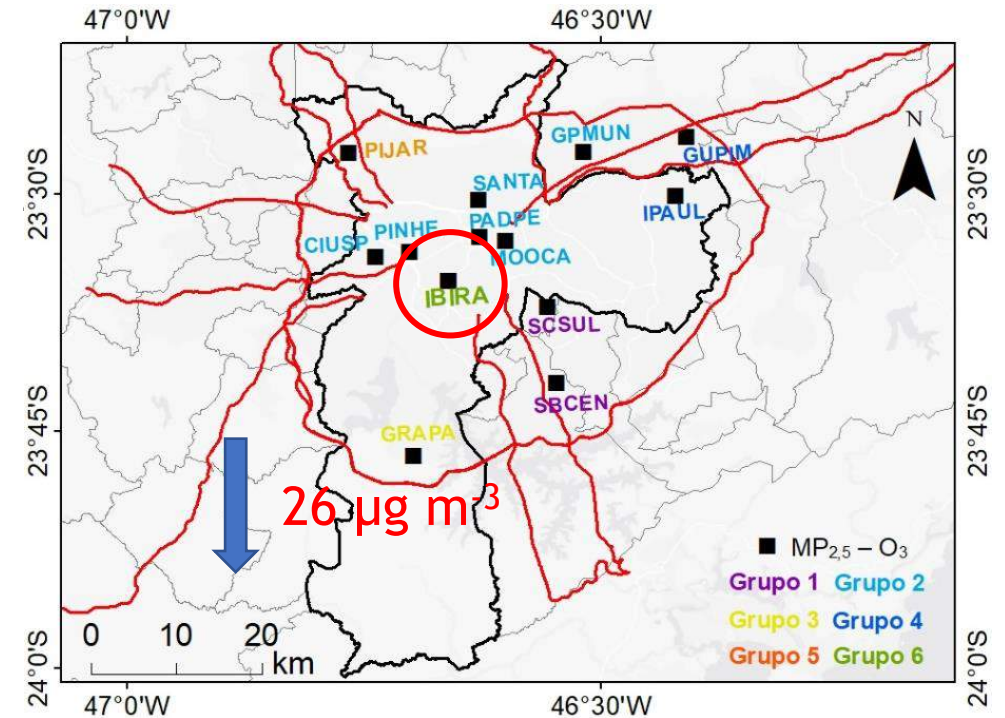 47°0'W 46°30'W
23°30'S
23°45'S
24°0'S
23°30'S
23°45'S
24°0'S
N
PIJAR
GPMUN
GUPIM
SANTA
IPAUL
PADPE
PINHE
CIUSP
MOOCA
IBIRA
SCSUL
SBCEN
GRAPA
26 µg m-3
MP2,5 – O3
Grupo 1 Grupo 2
Grupo 3 Grupo 4
Grupo 5 Grupo 6
0 10 20
km
47°0'W 46°30'W